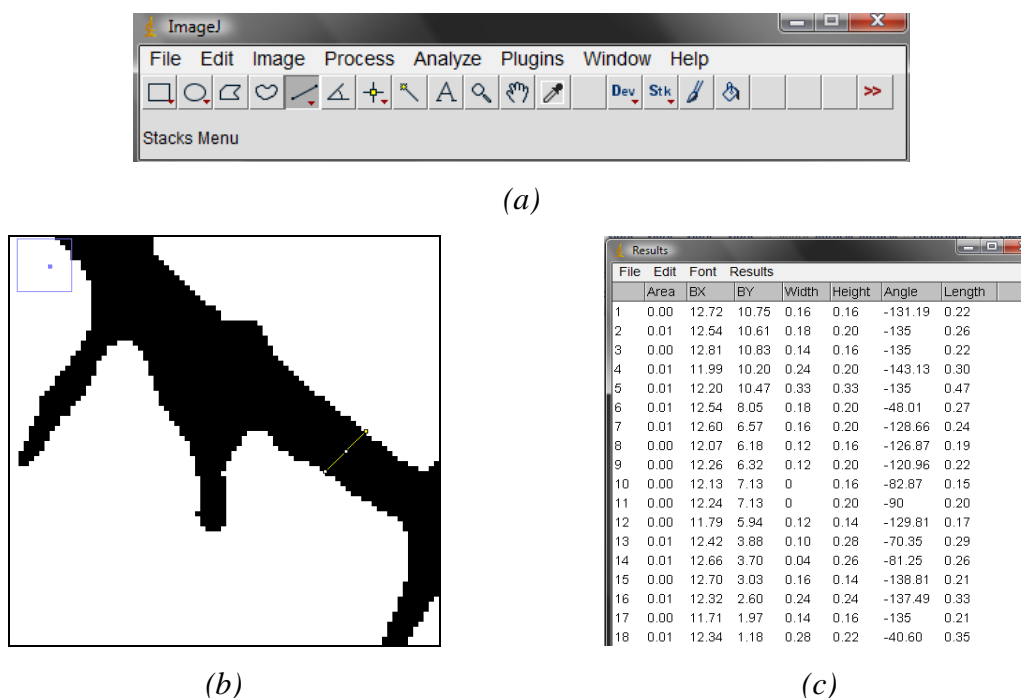 ImageJ
File Edit Image Process Analyze Plugins Window Help
A Dev Stk >>
Stacks Menu
(a)
Results
File Edit Font Results
Area BX BY Width Height Angle Length
1 0.00 12.72 10.75 0.16 0.16 -131.19 0.22
2 0.01 12.54 10.61 0.18 0.20 -135 0.26
3 0.00 12.81 10.83 0.14 0.16 -135 0.22
4 0.01 11.99 10.20 0.24 0.20 -143.13 0.30
5 0.01 12.20 10.47 0.33 0.33 -135 0.47
6 0.01 12.54 8.05 0.18 0.20 -48.01 0.27
7 0.01 12.60 6.57 0.16 0.20 -128.66 0.24
8 0.00 12.07 6.18 0.12 0.16 -126.87 0.19
9 0.00 12.26 6.32 0.12 0.20 -120.96 0.22
10 0.00 12.13 7.13 0 0.16 -82.87 0.15
11 0.00 12.24 7.13 0 0.20 -90 0.20
12 0.00 11.79 5.94 0.12 0.14 -129.81 0.17
13 0.01 12.42 3.88 0.10 0.28 -70.35 0.29
14 0.01 12.66 3.70 0.04 0.26 -81.25 0.26
15 0.00 12.70 3.03 0.16 0.14 -138.81 0.21
16 0.01 12.32 2.60 0.24 0.24 -137.49 0.33
17 0.00 11.71 1.97 0.14 0.16 -135 0.21
18 0.01 12.34 1.18 0.28 0.22 -40.60 0.35
(b)
(c)